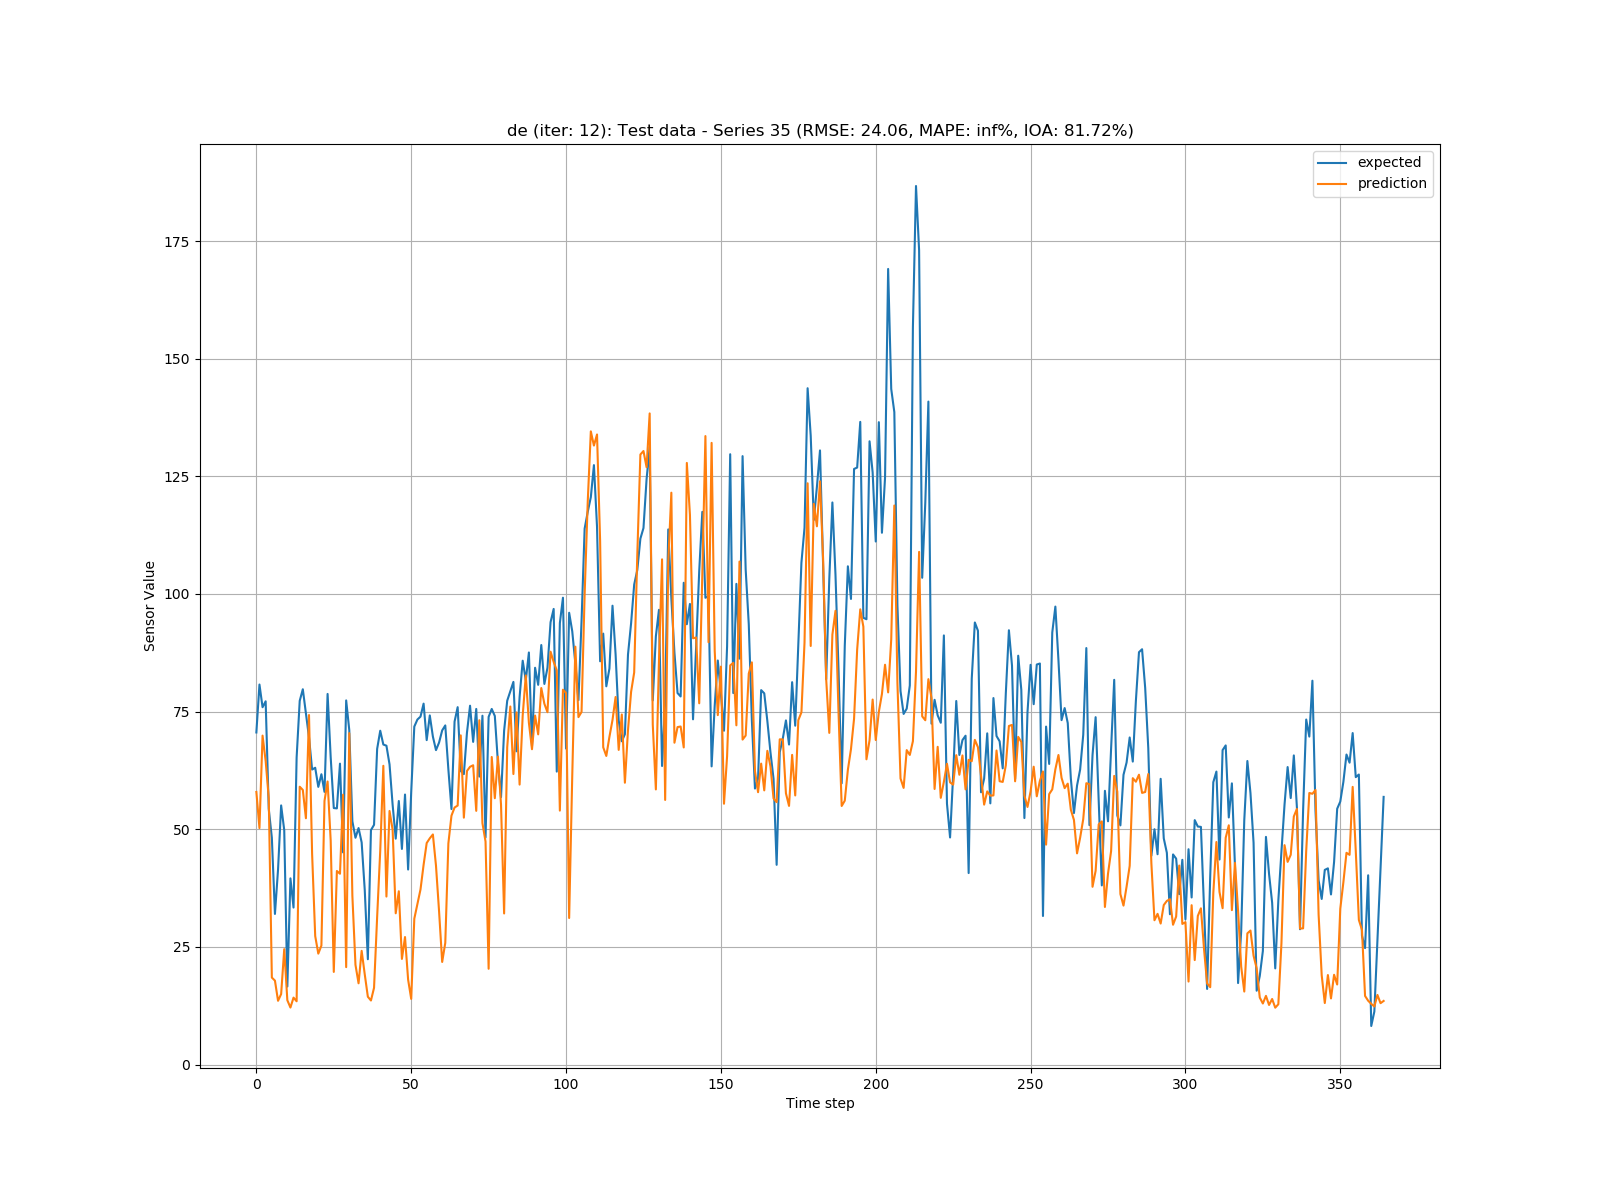 de (iter: 12): Test data - Series 35 (RMSE: 24.06, MAPE: inf%, IOA: 81.72%)
expected
prediction
175
150
125
100
75
50
25
0
Sensor Value
0 50 100 150 200 250 300 350
Time step